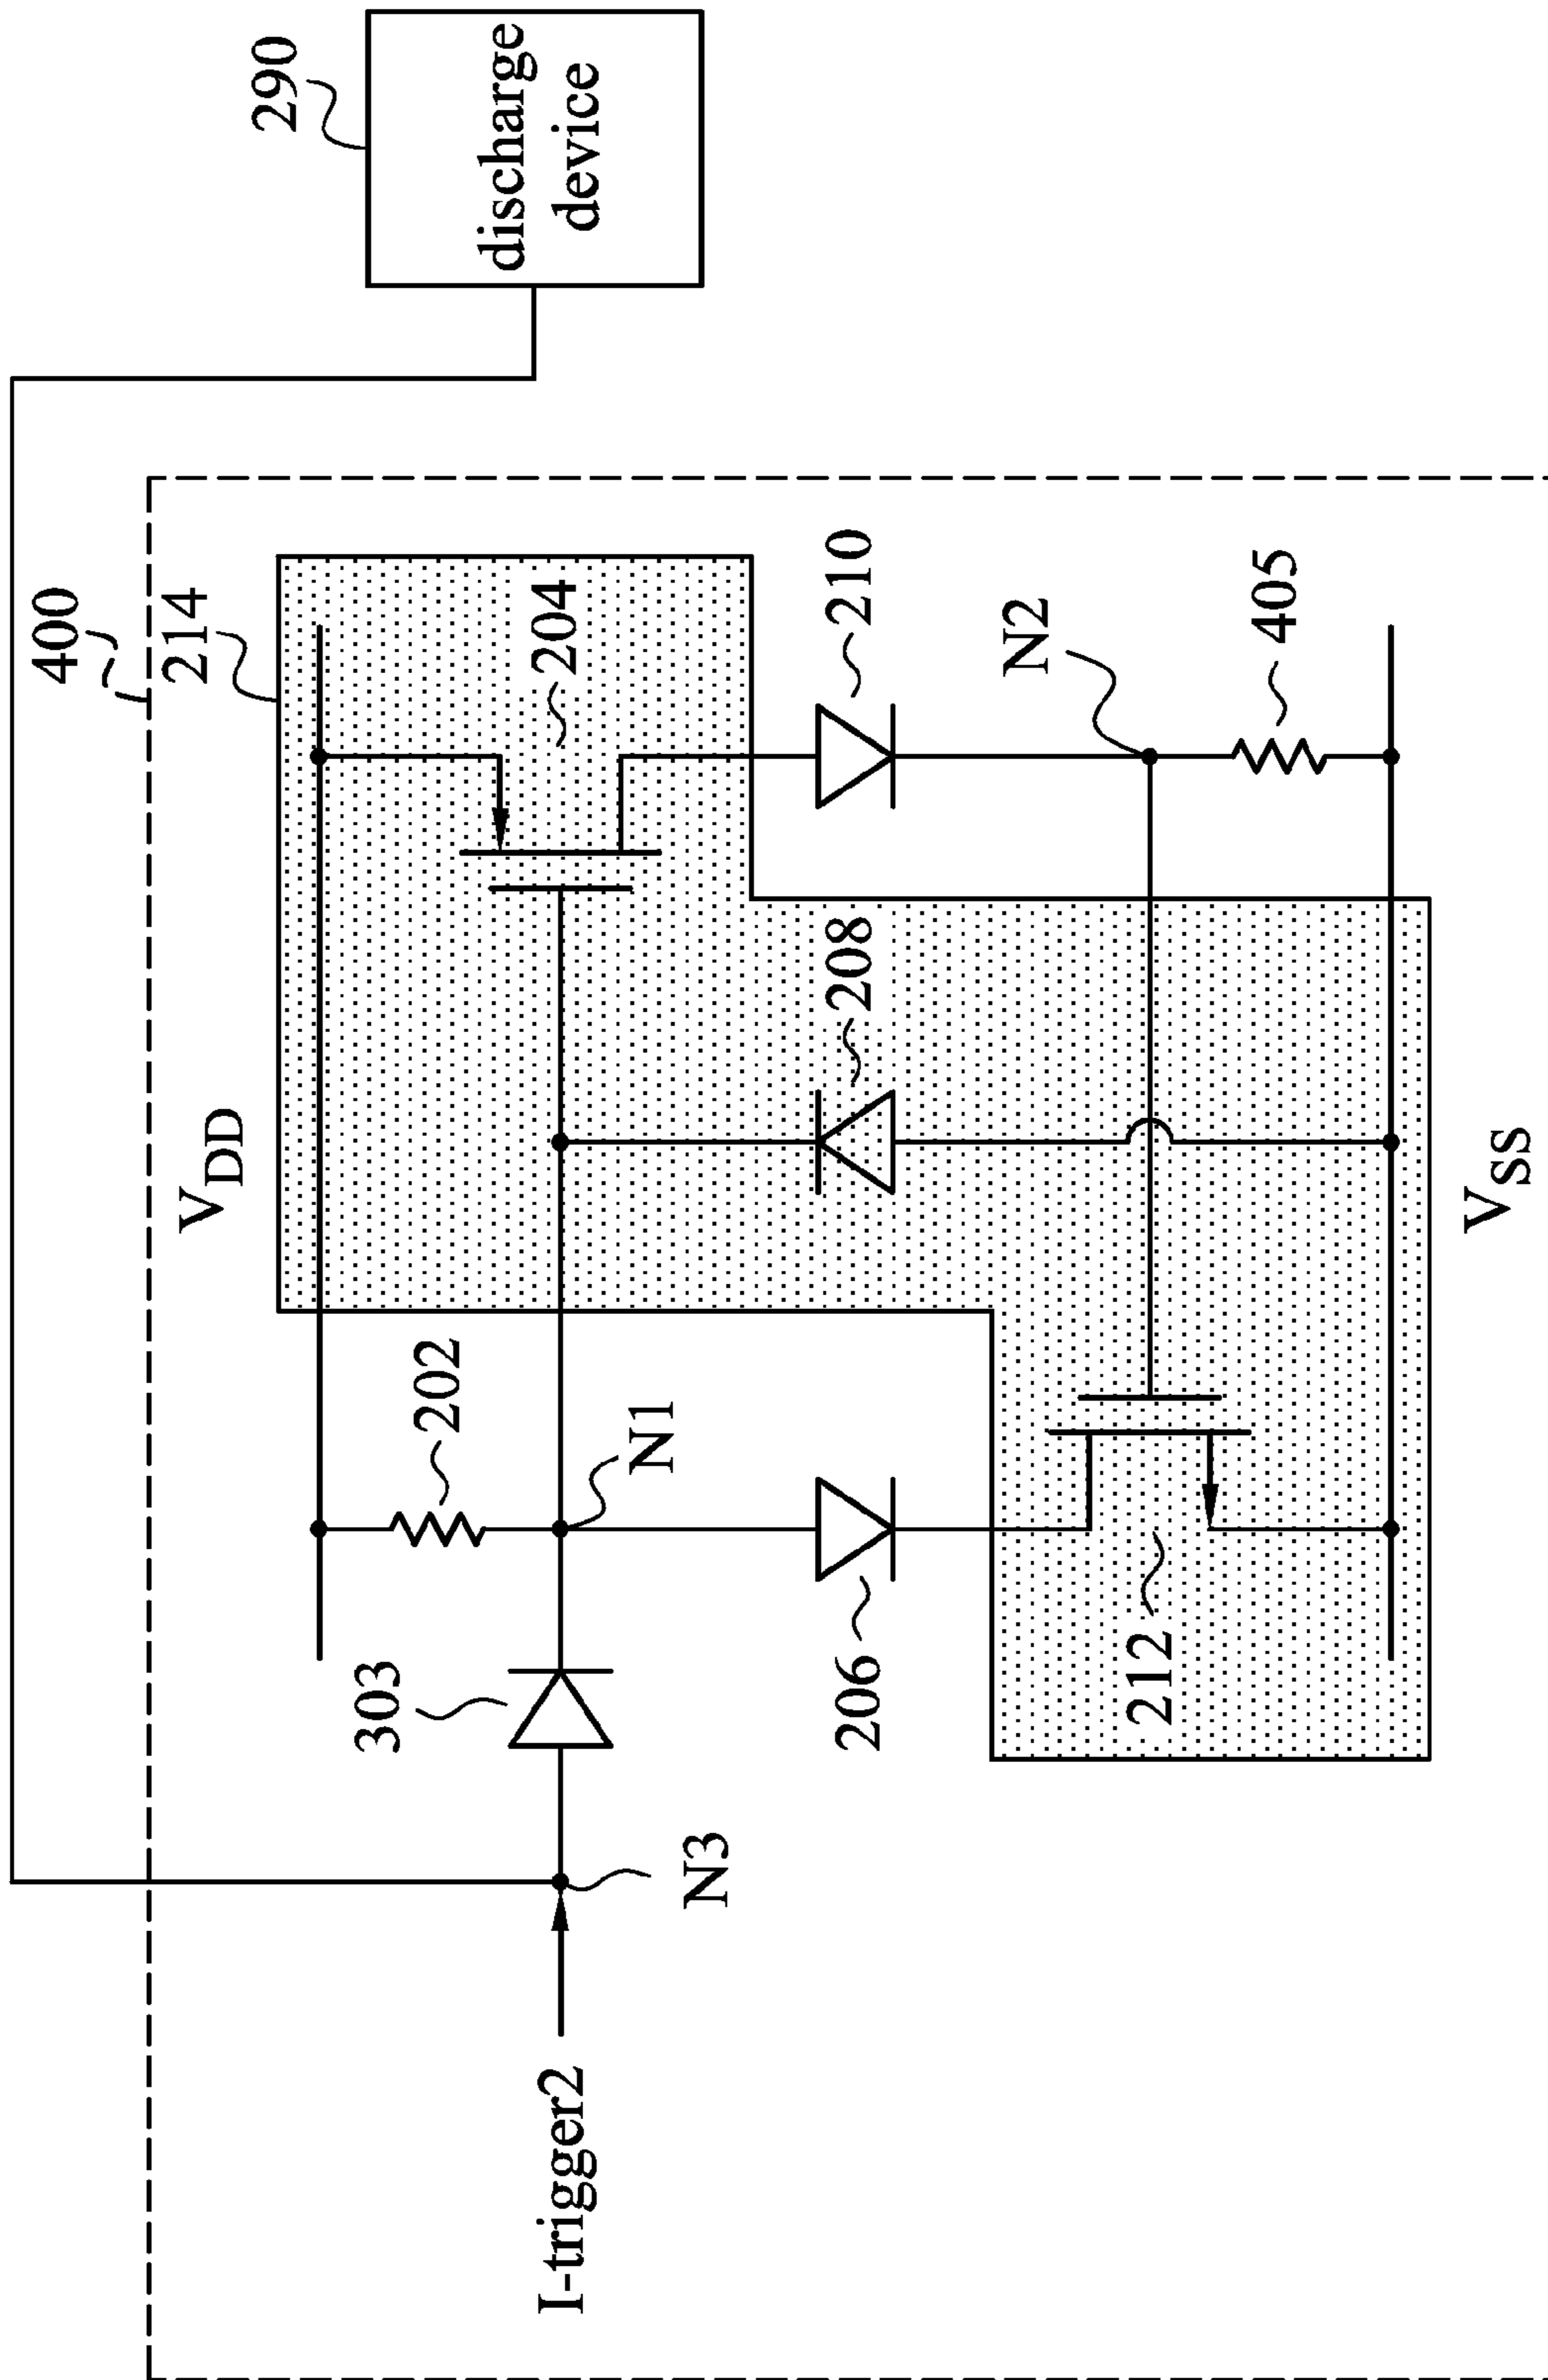 400
214
V_DD
290
discharge
device
204
202
303
N1
I-trigger2
N3
208
210
206
N2
212
405
V_SS